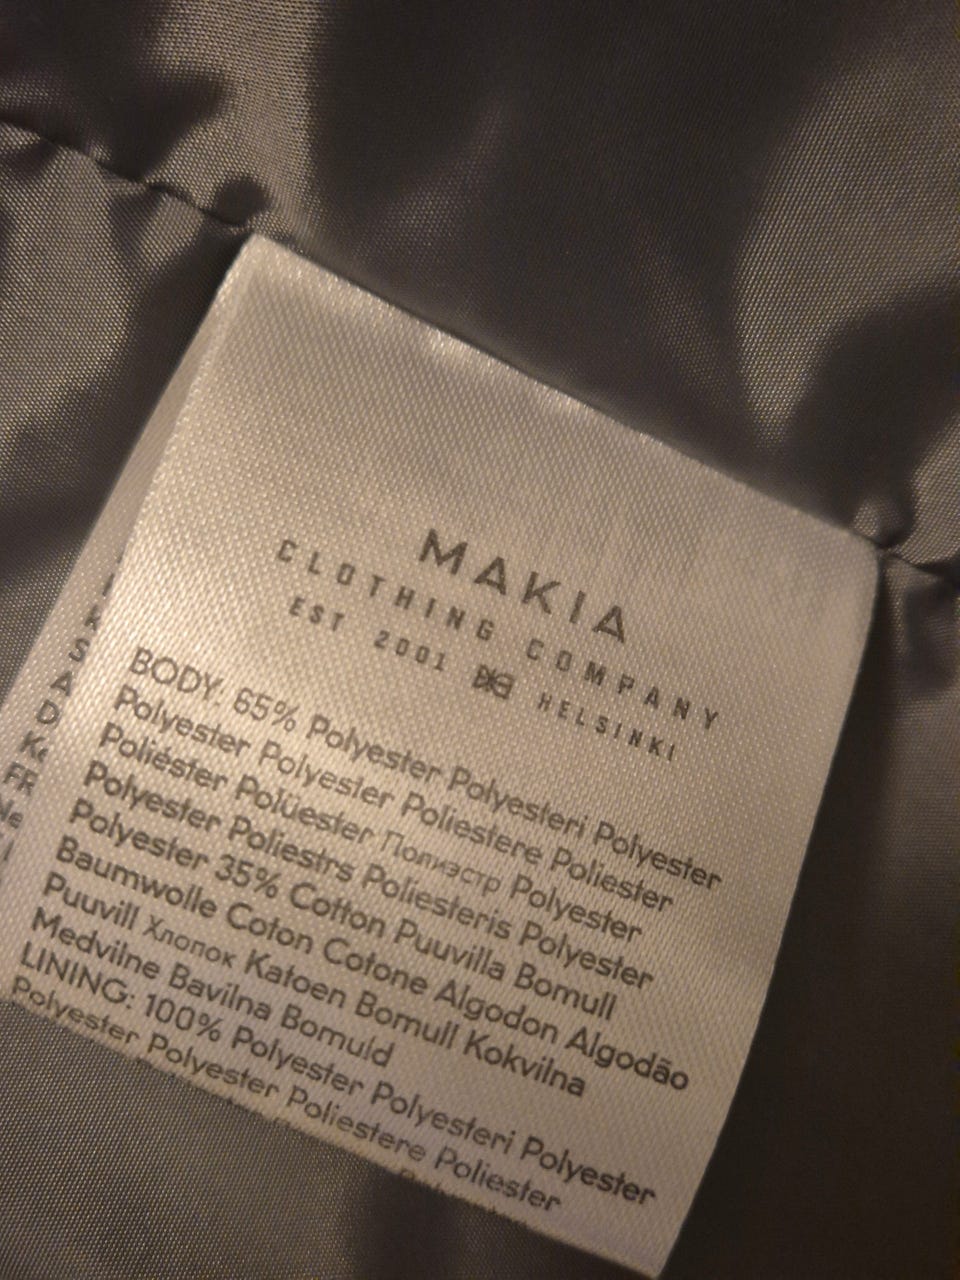 MAKIA
CLOTHING COMPANY
EST 2001 HELSINKI
BODY: 65% Polyester Polyesteri Polyester
Polyester Polyester Poliestere Poliester
Poliéster Polüester Полиэстр Polyester
Polyester Poliestrs Poliesteris Polyester
Polyester 35% Cotton Puuvilla Bomull
Baumwolle Coton Cotone Algodon Algodão
Puuvill Хлопок Katoen Bomull Kokvilna
Medvilne Bavilna Bomuld
LINING: 100% Polyester Polyesteri Polyester
Polyester Polyester Poliestere Poliester